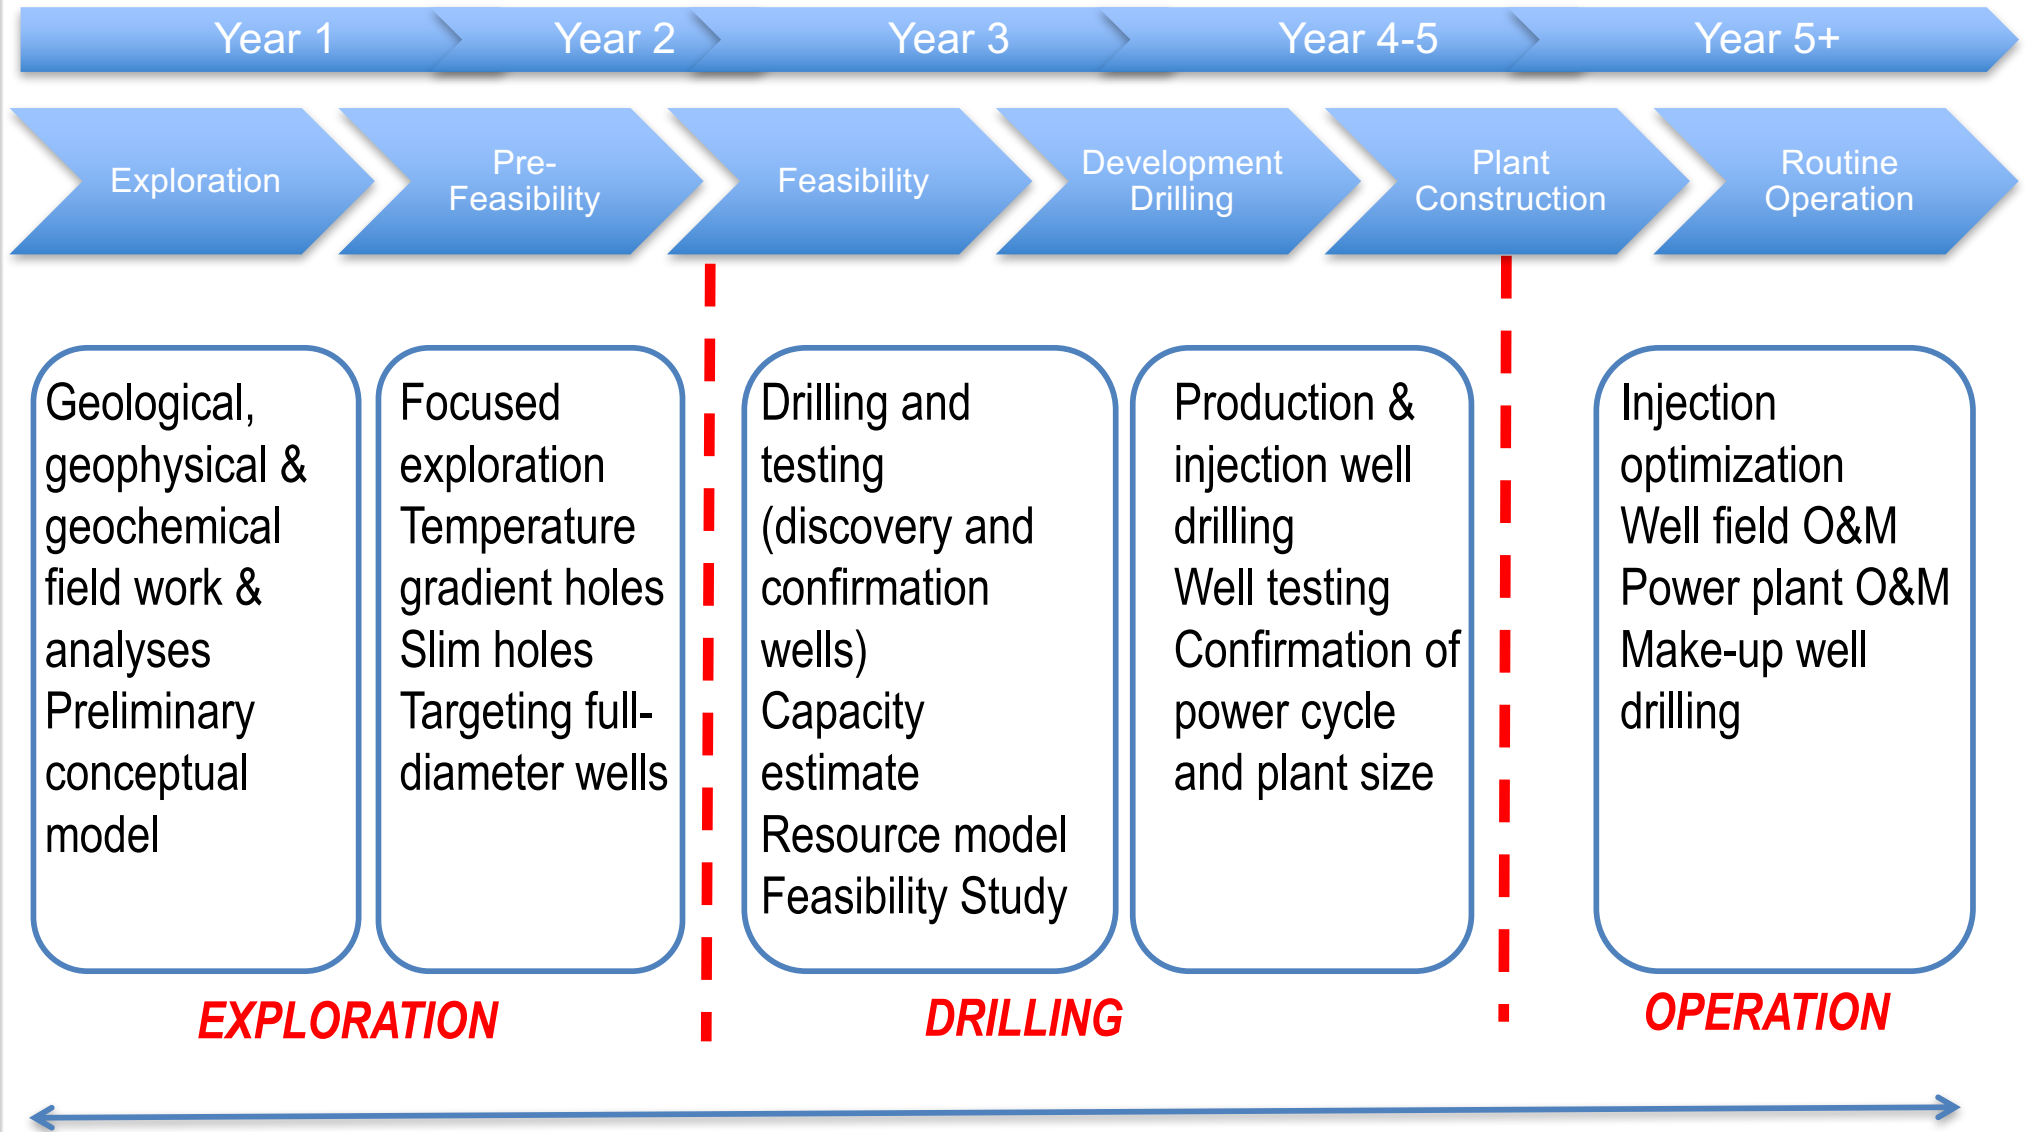 Year 1
Year 2
Year 3
Year 4-5
Year 5+
Exploration
Pre-
Feasibility
Feasibility
Development
Drilling
Plant
Construction
Routine
Operation
Geological,
geophysical &
geochemical
field work &
analyses
Preliminary
conceptual
model
Focused
exploration
Temperature
gradient holes
Slim holes
Targeting full-
diameter wells
Drilling and
testing
(discovery and
confirmation
wells)
Capacity
estimate
Resource model
Feasibility Study
Production &
injection well
drilling
Well testing
Confirmation of
power cycle
and plant size
Injection
optimization
Well field O&M
Power plant O&M
Make-up well
drilling
EXPLORATION
DRILLING
OPERATION